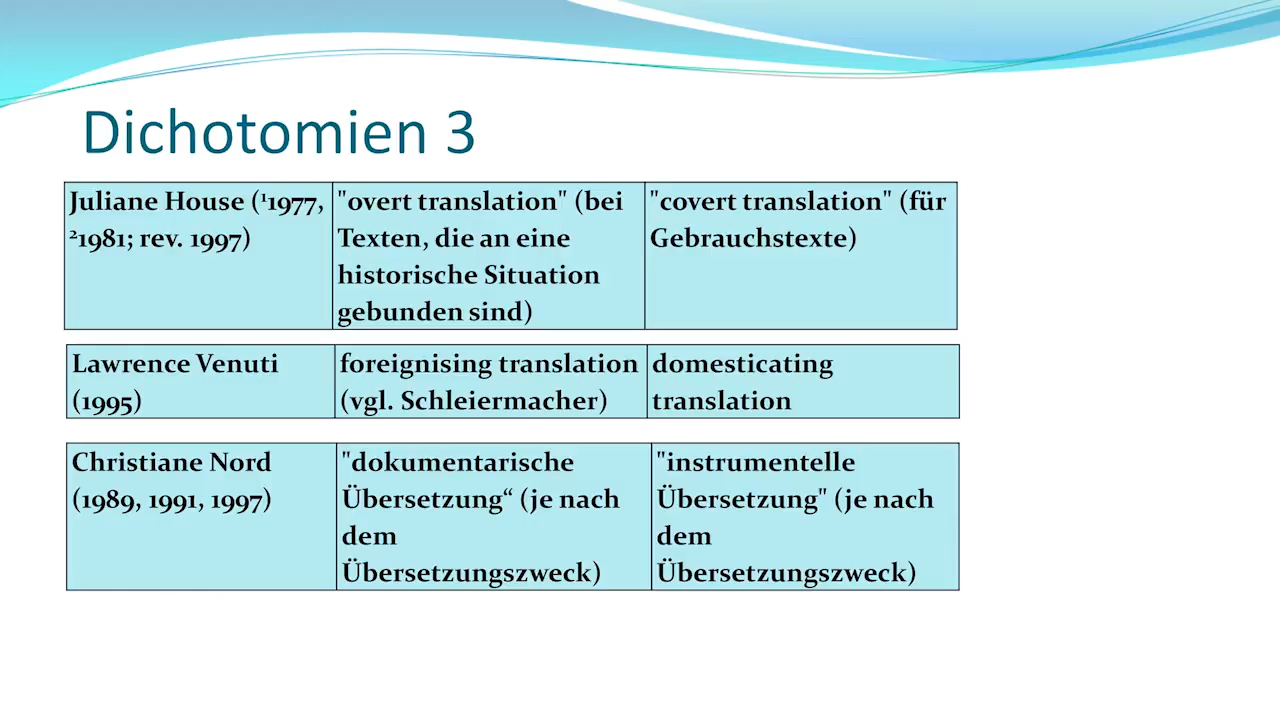 Dichotomien 3
Juliane House (¹1977,
²1981; rev. 1997)
"overt translation" (bei
Texten, die an eine
historische Situation
gebunden sind)
"covert translation" (für
Gebrauchstexte)
Lawrence Venuti
(1995)
foreignising translation
(vgl. Schleiermacher)
domesticating
translation
Christiane Nord
(1989, 1991, 1997)
"dokumentarische
Übersetzung“ (je nach
dem
Übersetzungszweck)
"instrumentelle
Übersetzung" (je nach
dem
Übersetzungszweck)